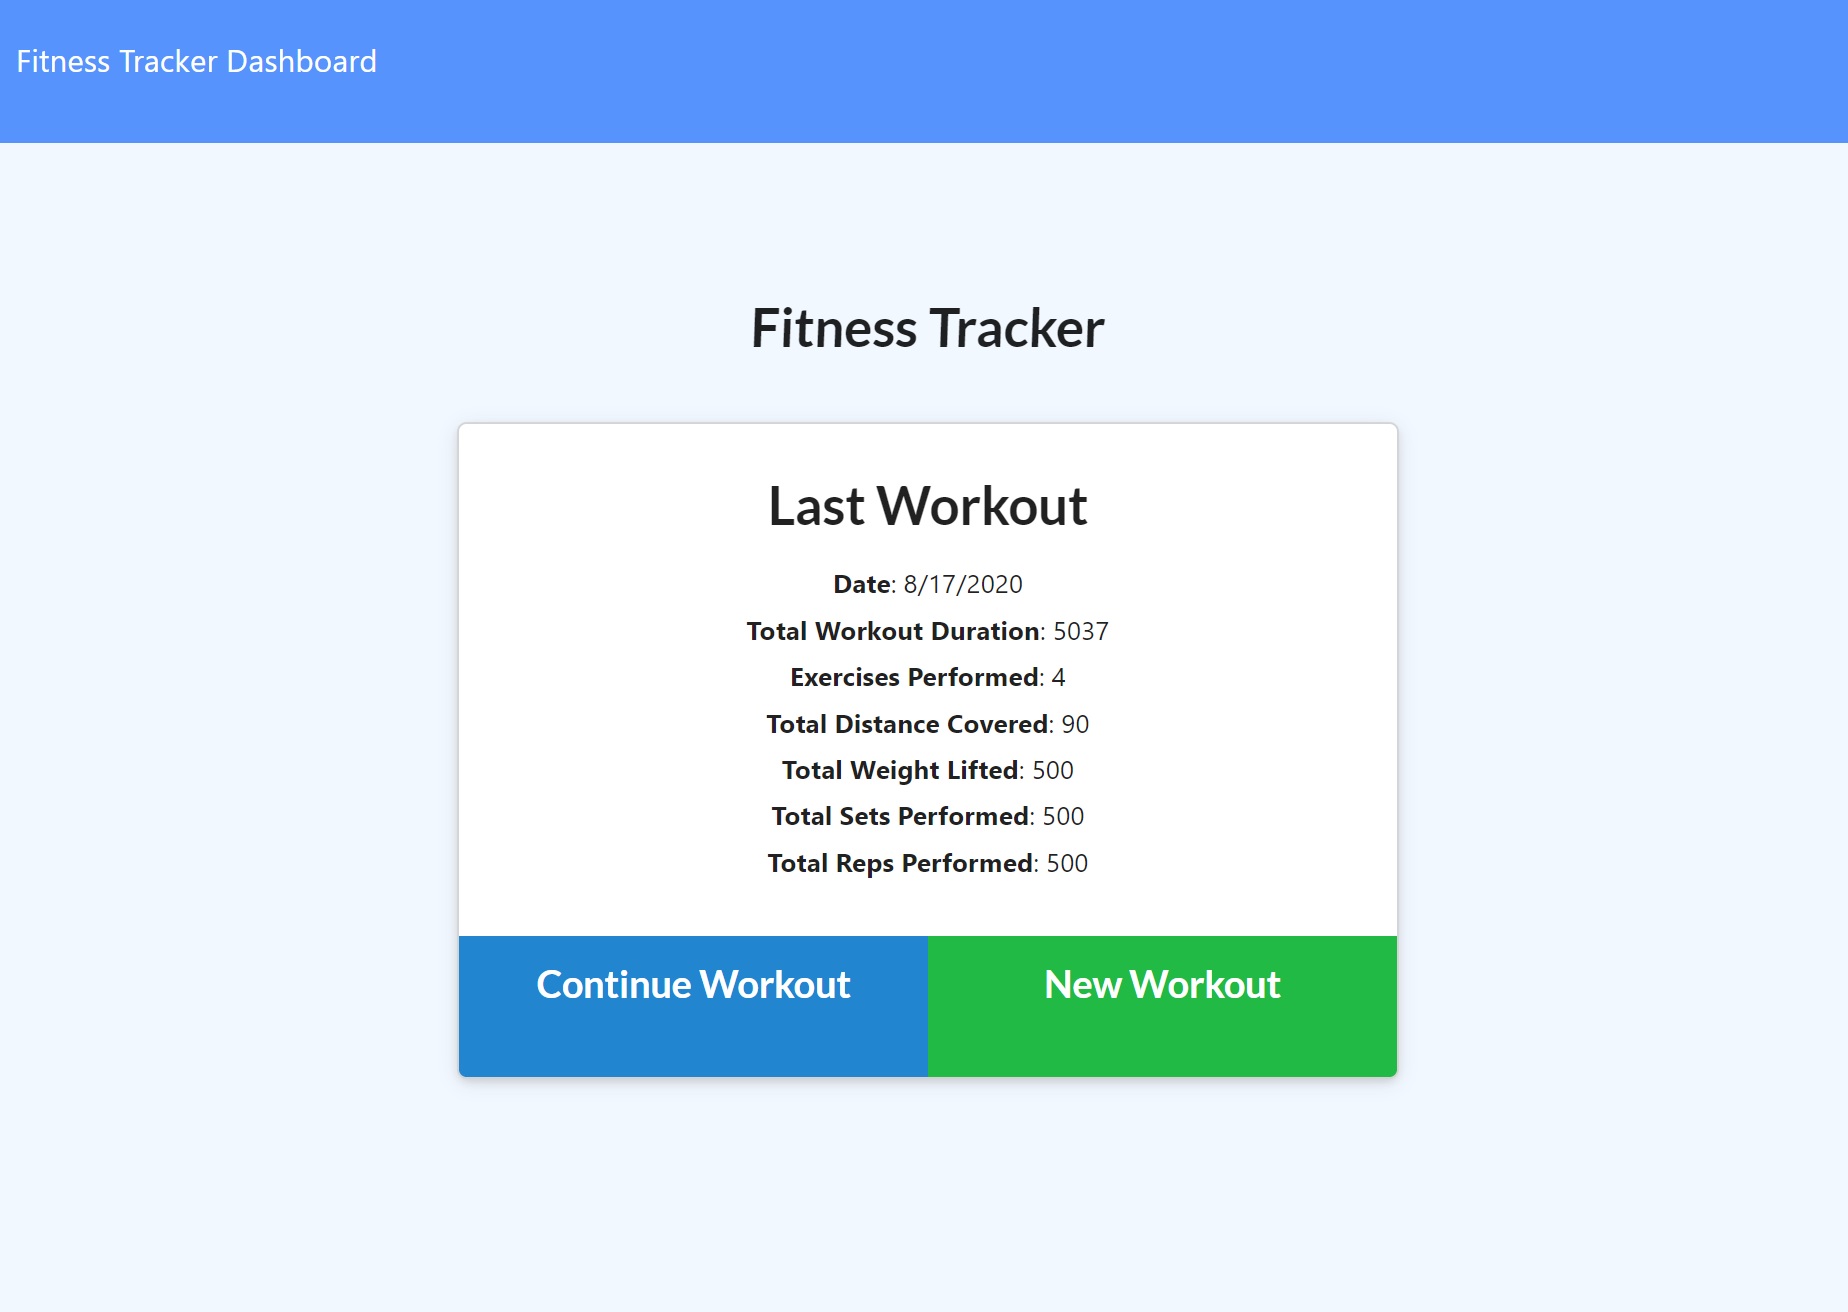 Fitness Tracker Dashboard
Fitness Tracker
Last Workout
Date: 8/17/2020
Total Workout Duration: 5037
Exercises Performed: 4
Total Distance Covered: 90
Total Weight Lifted: 500
Total Sets Performed: 500
Total Reps Performed: 500
Continue Workout
New Workout